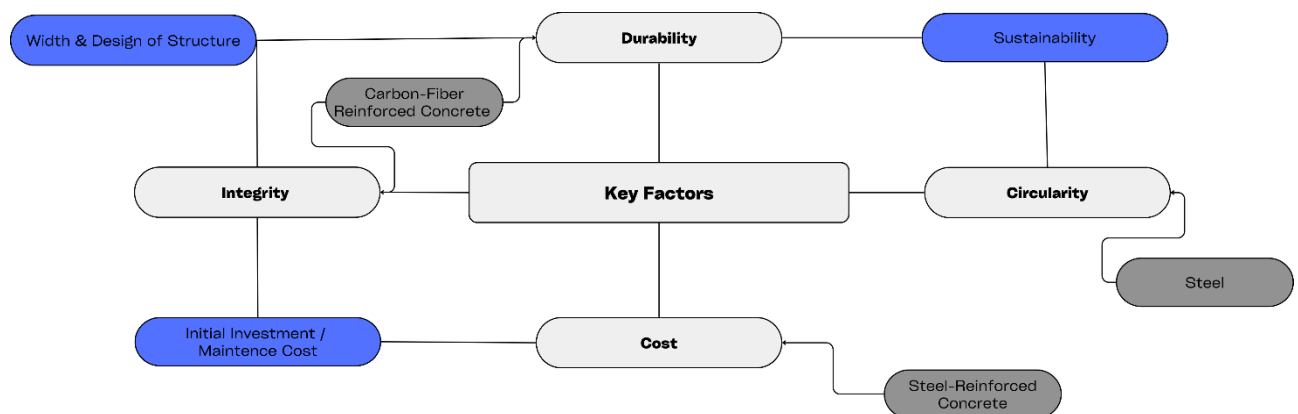 Width & Design of Structure
Durability
Sustainability
Carbon-Fiber
Reinforced Concrete
Integrity
Key Factors
Circularity
Steel
Initial Investment /
Maintence Cost
Cost
Steel-Reinforced
Concrete